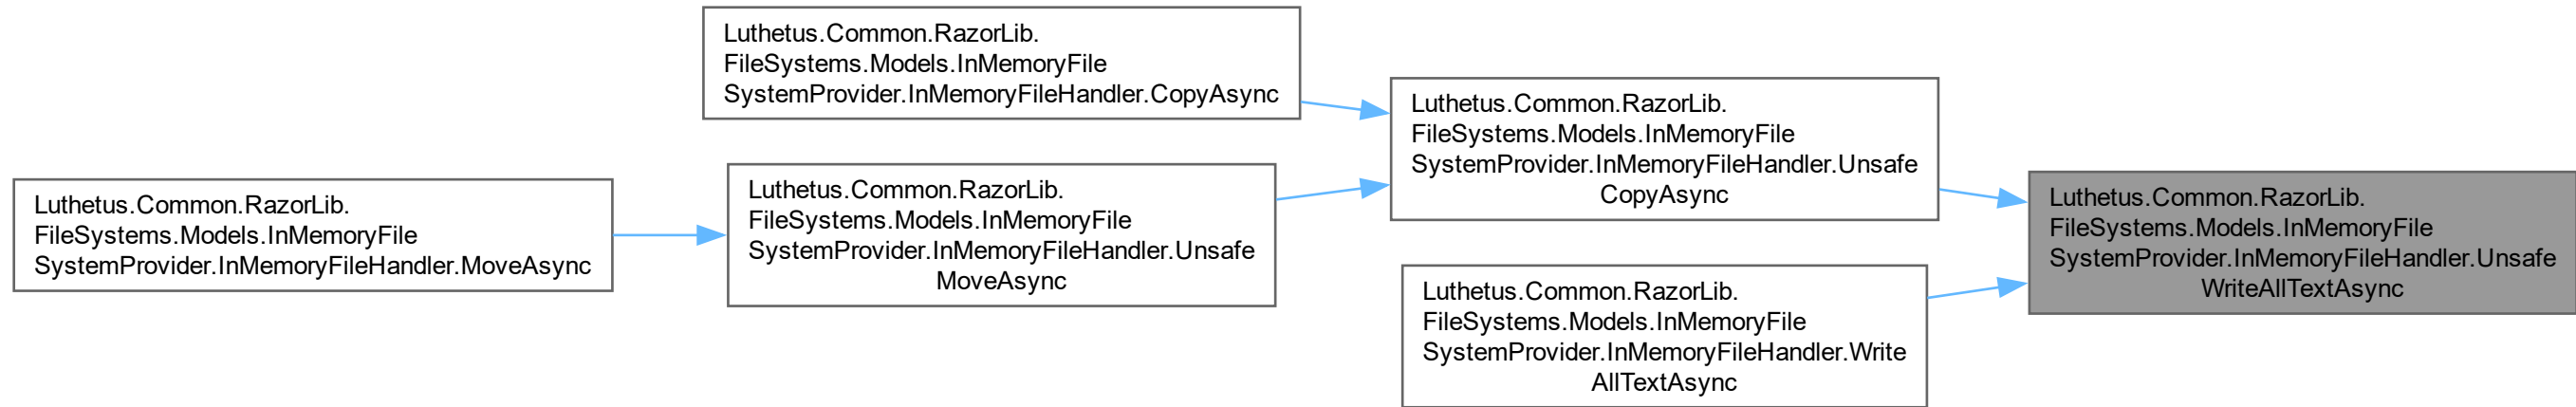 Luthetus.Common.RazorLib.
FileSystems.Models.InMemoryFile
SystemProvider.InMemoryFileHandler.MoveAsync
Luthetus.Common.RazorLib.
FileSystems.Models.InMemoryFile
SystemProvider.InMemoryFileHandler.CopyAsync
Luthetus.Common.RazorLib.
FileSystems.Models.InMemoryFile
SystemProvider.InMemoryFileHandler.Unsafe
MoveAsync
Luthetus.Common.RazorLib.
FileSystems.Models.InMemoryFile
SystemProvider.InMemoryFileHandler.Unsafe
CopyAsync
Luthetus.Common.RazorLib.
FileSystems.Models.InMemoryFile
SystemProvider.InMemoryFileHandler.Write
AllTextAsync
Luthetus.Common.RazorLib.
FileSystems.Models.InMemoryFile
SystemProvider.InMemoryFileHandler.Unsafe
WriteAllTextAsync